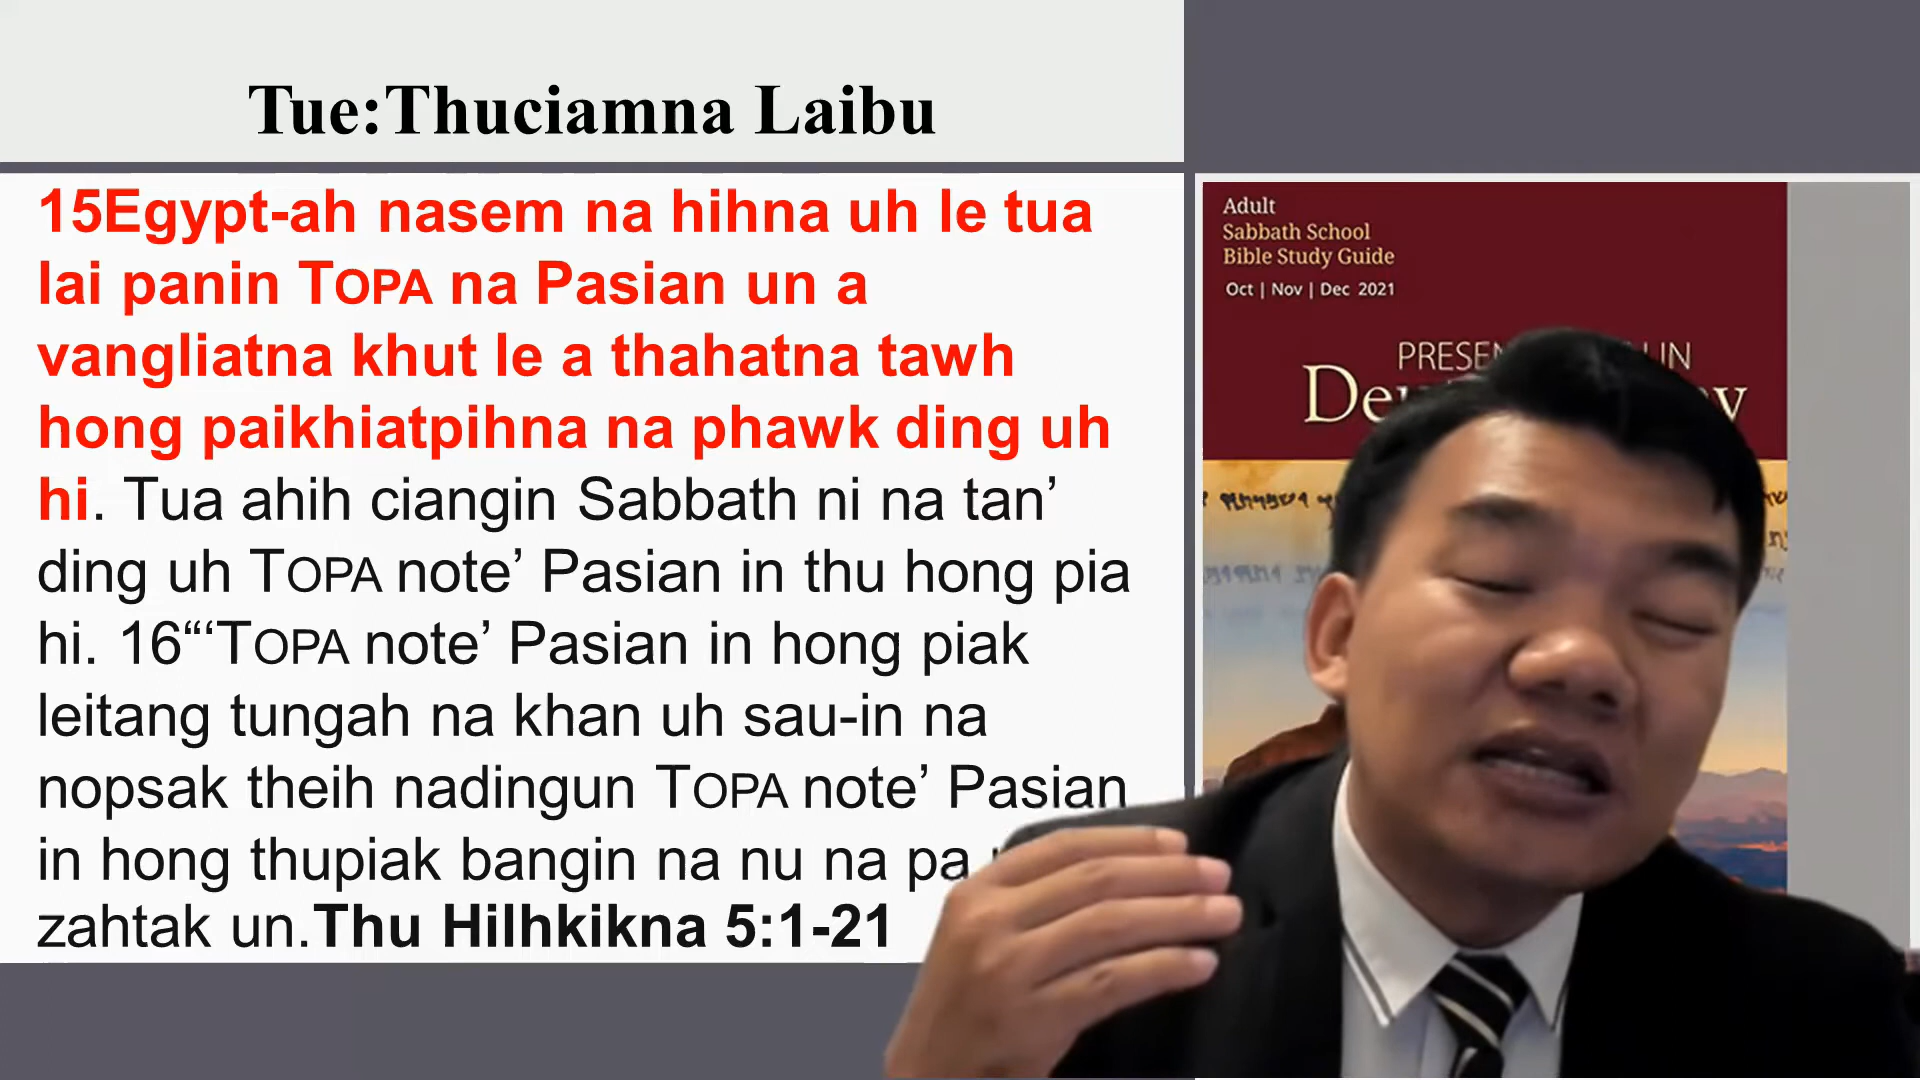 Tue:Thuciamna Laibu
15Egypt-ah nasem na hihna uh le tua
lai panin TOPA na Pasian un a
vangliatna khut le a thahatna tawh
hong paikhiatpihna na phawk ding uh
hi. Tua ahih ciangin Sabbath ni na tan’
ding uh TOPA note’ Pasian in thu hong pia
hi. 16“‘TOPA note’ Pasian in hong piak
leitang tungah na khan uh sau-in na
nopsak theih nadingun TOPA note’ Pasian
in hong thupiak bangin na nu na pa
zahtak un.Thu Hilhkikna 5:1-21
Adult
Sabbath School
Bible Study Guide
Oct | Nov | Dec 2021